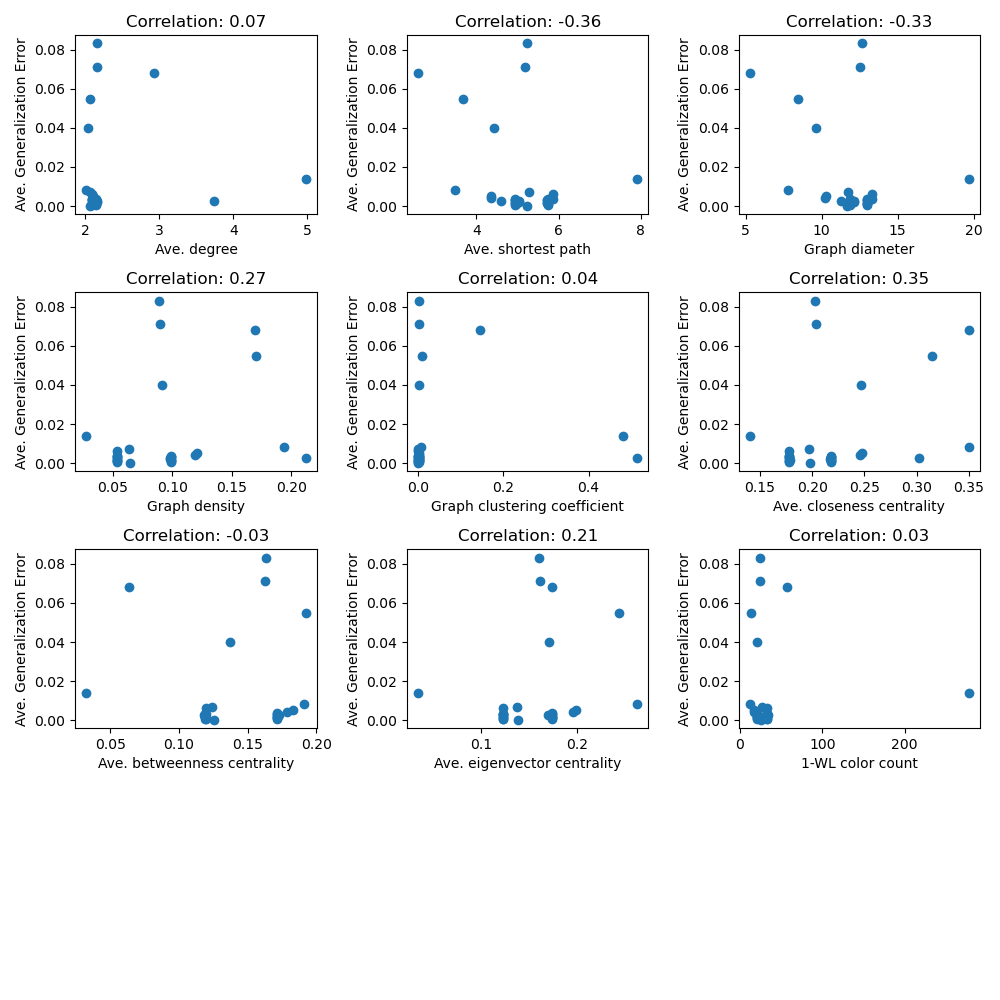 Correlation: 0.07
Ave. Generalization Error
0.08
0.06
0.04
0.02
0.00
2 3 4 5
Ave. degree
Correlation: -0.36
Ave. Generalization Error
0.08
0.06
0.04
0.02
0.00
4 6 8
Ave. shortest path
Correlation: -0.33
Ave. Generalization Error
0.08
0.06
0.04
0.02
0.00
5 10 15 20
Graph diameter
Correlation: 0.27
Ave. Generalization Error
0.08
0.06
0.04
0.02
0.00
0.05 0.10 0.15 0.20
Graph density
Correlation: 0.04
Ave. Generalization Error
0.08
0.06
0.04
0.02
0.00
0.0 0.2 0.4
Graph clustering coefficient
Correlation: 0.35
Ave. Generalization Error
0.08
0.06
0.04
0.02
0.00
0.15 0.20 0.25 0.30 0.35
Ave. closeness centrality
Correlation: -0.03
Ave. Generalization Error
0.08
0.06
0.04
0.02
0.00
0.05 0.10 0.15 0.20
Ave. betweenness centrality
Correlation: 0.21
Ave. Generalization Error
0.08
0.06
0.04
0.02
0.00
0.1 0.2
Ave. eigenvector centrality
Correlation: 0.03
Ave. Generalization Error
0.08
0.06
0.04
0.02
0.00
0 100 200
1-WL color count